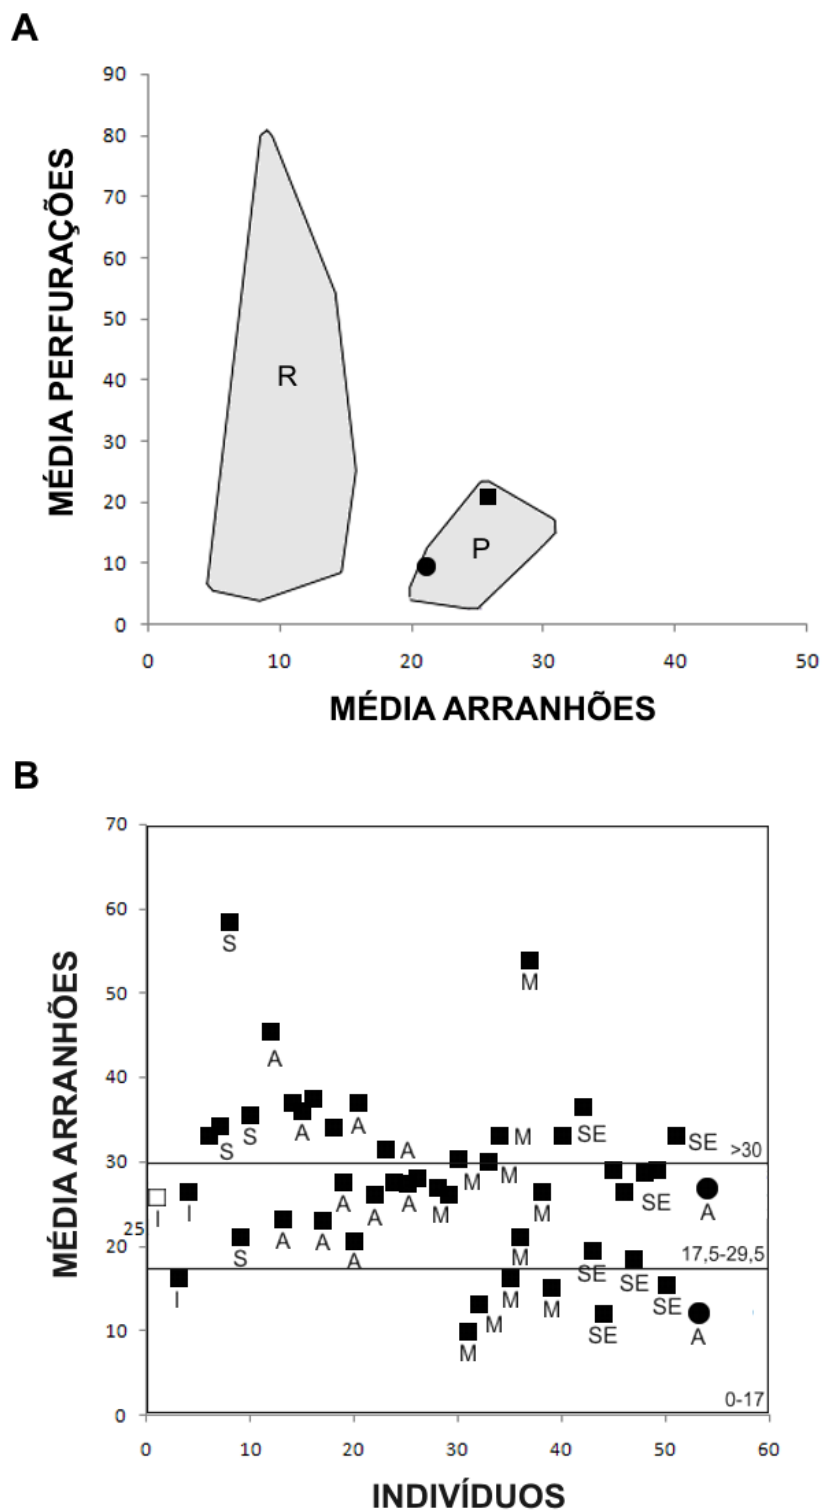 A
MÉDIA PERFURAÇÕES
90
80
70
60
50
40
30
20
10
0
R
P
0 10 20 30 40 50
MÉDIA ARRANHÕES
B
MÉDIA ARRANHÕES
70
60
50
40
30
25
20
10
0
S
M
A
S S A A A M SE SE >30
I I A A A M M M SE A
S A A A M SE SE 17,5-29,5
I M M M M SE SE A
M
0-17
0 10 20 30 40 50 60
INDIVÍDUOS